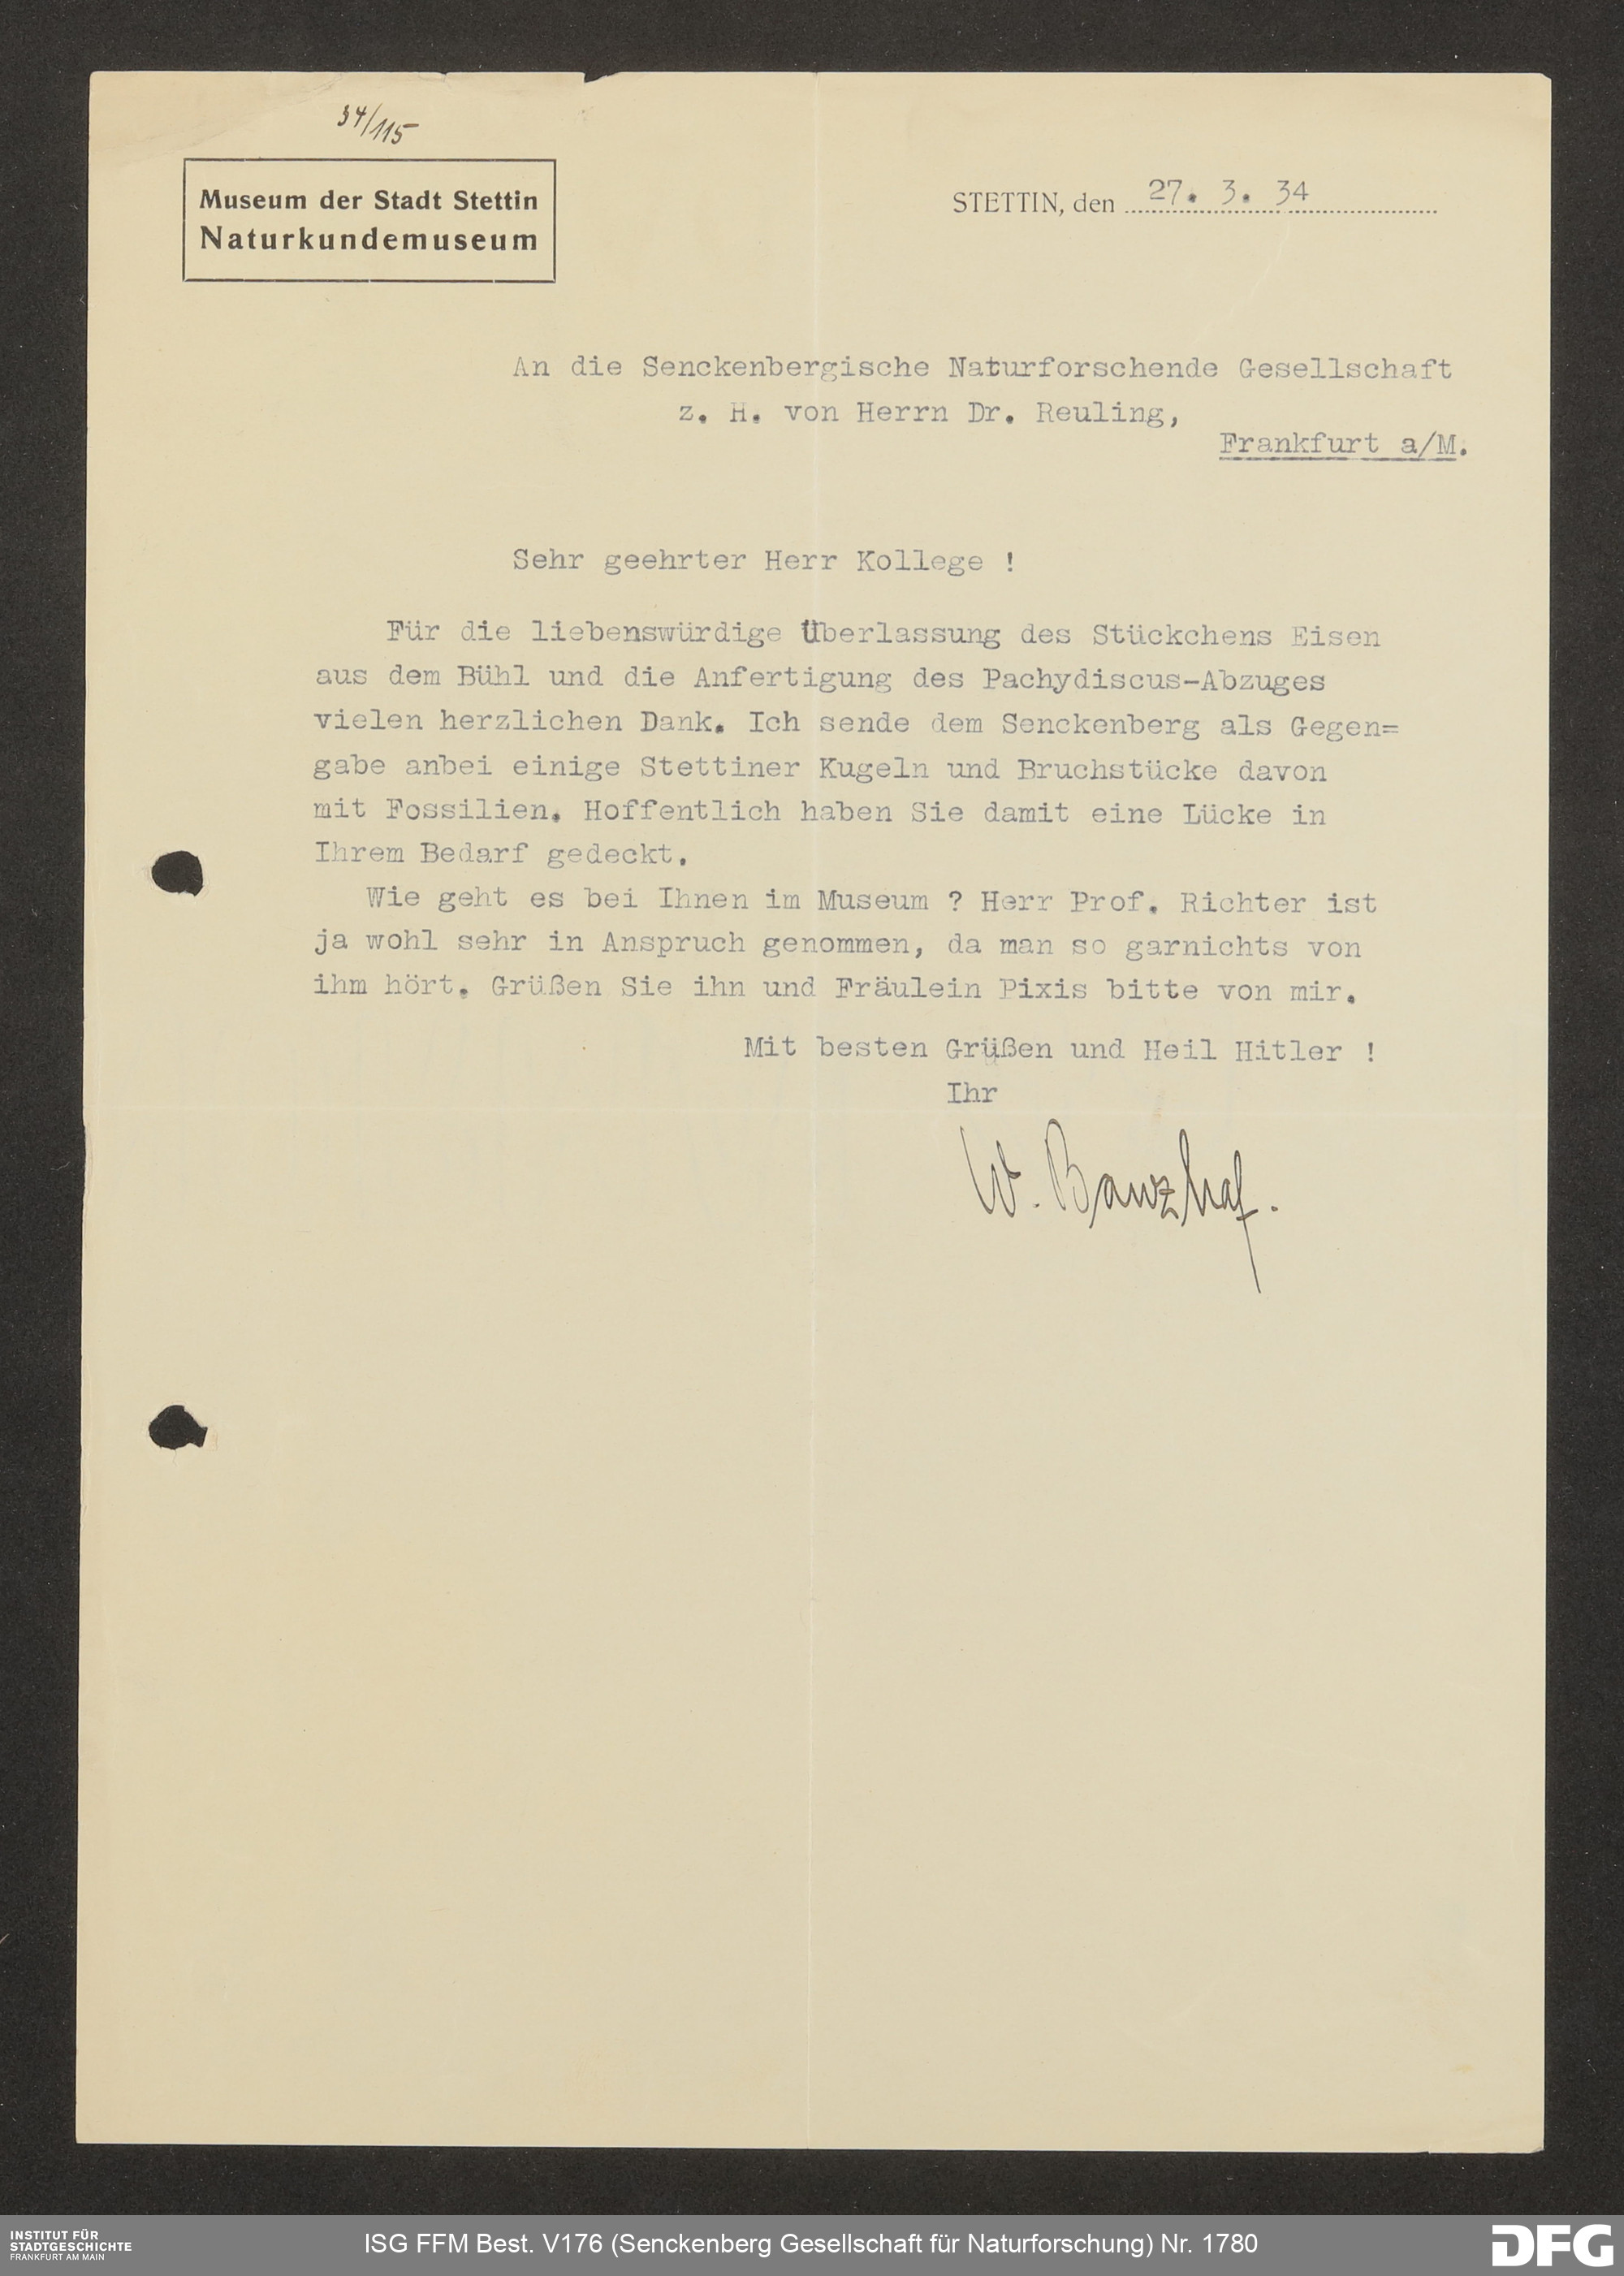 34/115
Museum der Stadt Stettin
Naturkundemuseum
STETTIN, den 27. 3. 34
An die Senckenbergische Naturforschende Gesellschaft
z. H. von Herrn Dr. Reuling,
Frankfurt a/M.
Sehr geehrter Herr Kollege !
Für die liebenswürdige Überlassung des Stückchens Eisen
aus dem Bühl und die Anfertigung des Pachydiscus-Abzuges
vielen herzlichen Dank. Ich sende dem Senckenberg als Gegen=
gabe anbei einige Stettiner Kugeln und Bruchstücke davon
mit Fossilien. Hoffentlich haben Sie damit eine Lücke in
Ihrem Bedarf gedeckt.
Wie geht es bei Ihnen im Museum ? Herr Prof. Richter ist
ja wohl sehr in Anspruch genommen, da man so garnichts von
ihm hört. Grüßen Sie ihn und Fräulein Pixis bitte von mir.
Mit besten Grüßen und Heil Hitler !
Ihr
W. Banzhaf.
INSTITUT FÜR
STADTGESCHICHTE
FRANKFURT AM MAIN
ISG FFM Best. V176 (Senckenberg Gesellschaft für Naturforschung) Nr. 1780
DFG